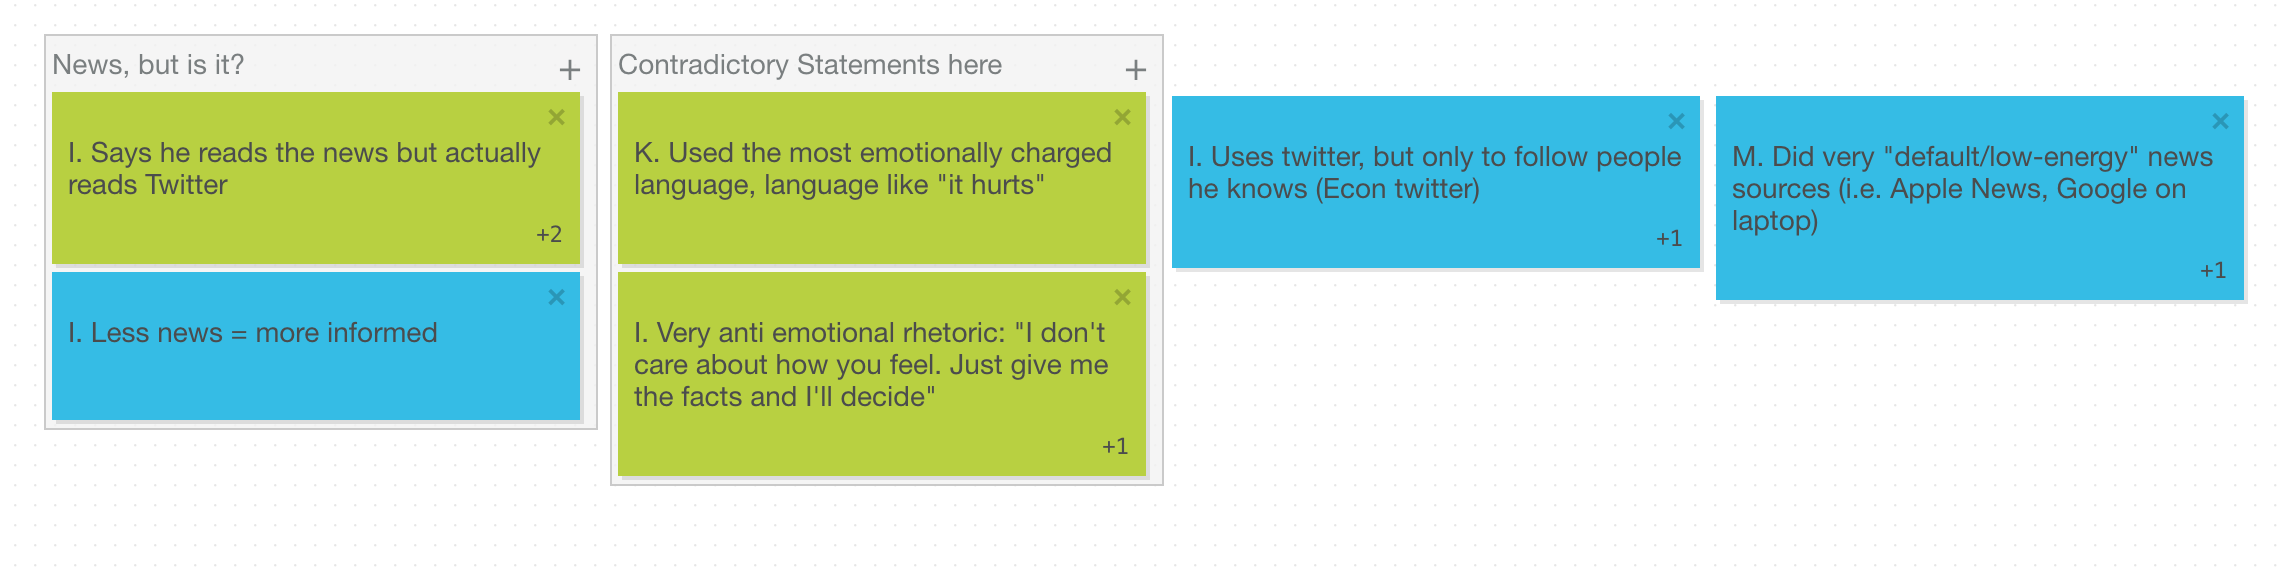 News, but is it?
+
I. Says he reads the news but actually
reads Twitter
+2
I. Less news = more informed
Contradictory Statements here
+
K. Used the most emotionally charged
language, language like "it hurts"
I. Very anti emotional rhetoric: "I don't
care about how you feel. Just give me
the facts and I'll decide"
+1
I. Uses twitter, but only to follow people
he knows (Econ twitter)
+1
M. Did very "default/low-energy" news
sources (i.e. Apple News, Google on
laptop)
+1